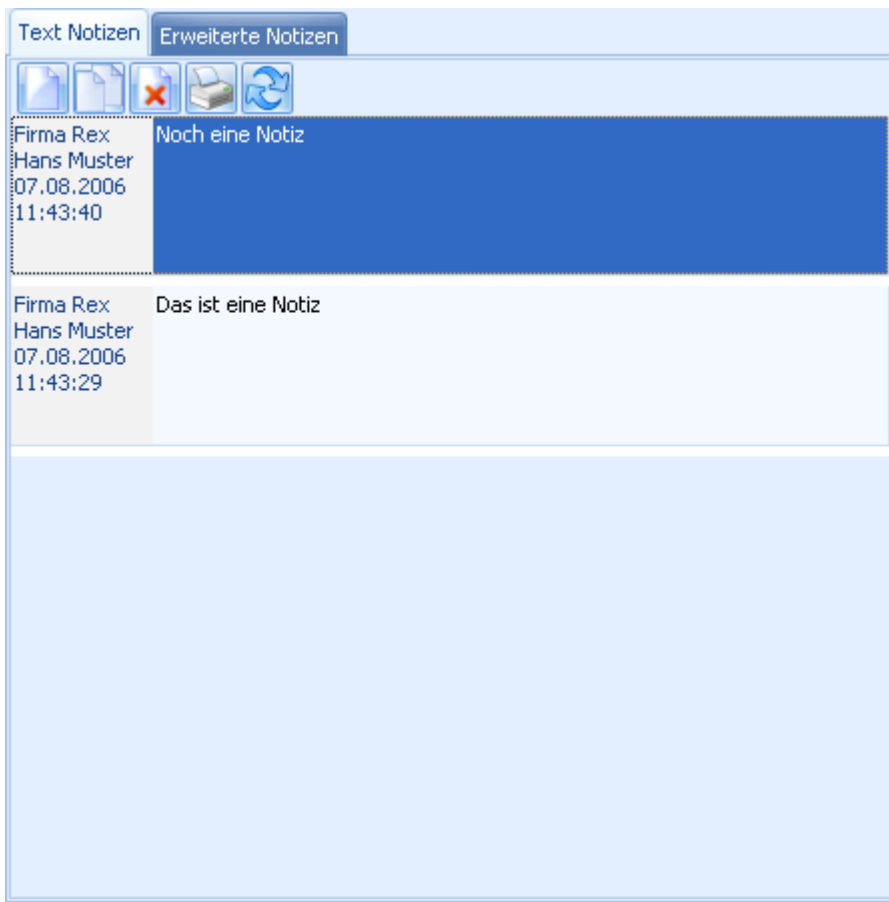 Text Notizen Erweiterte Notizen
Firma Rex
Hans Muster
07.08.2006
11:43:40
Noch eine Notiz
Firma Rex
Hans Muster
07.08.2006
11:43:29
Das ist eine Notiz